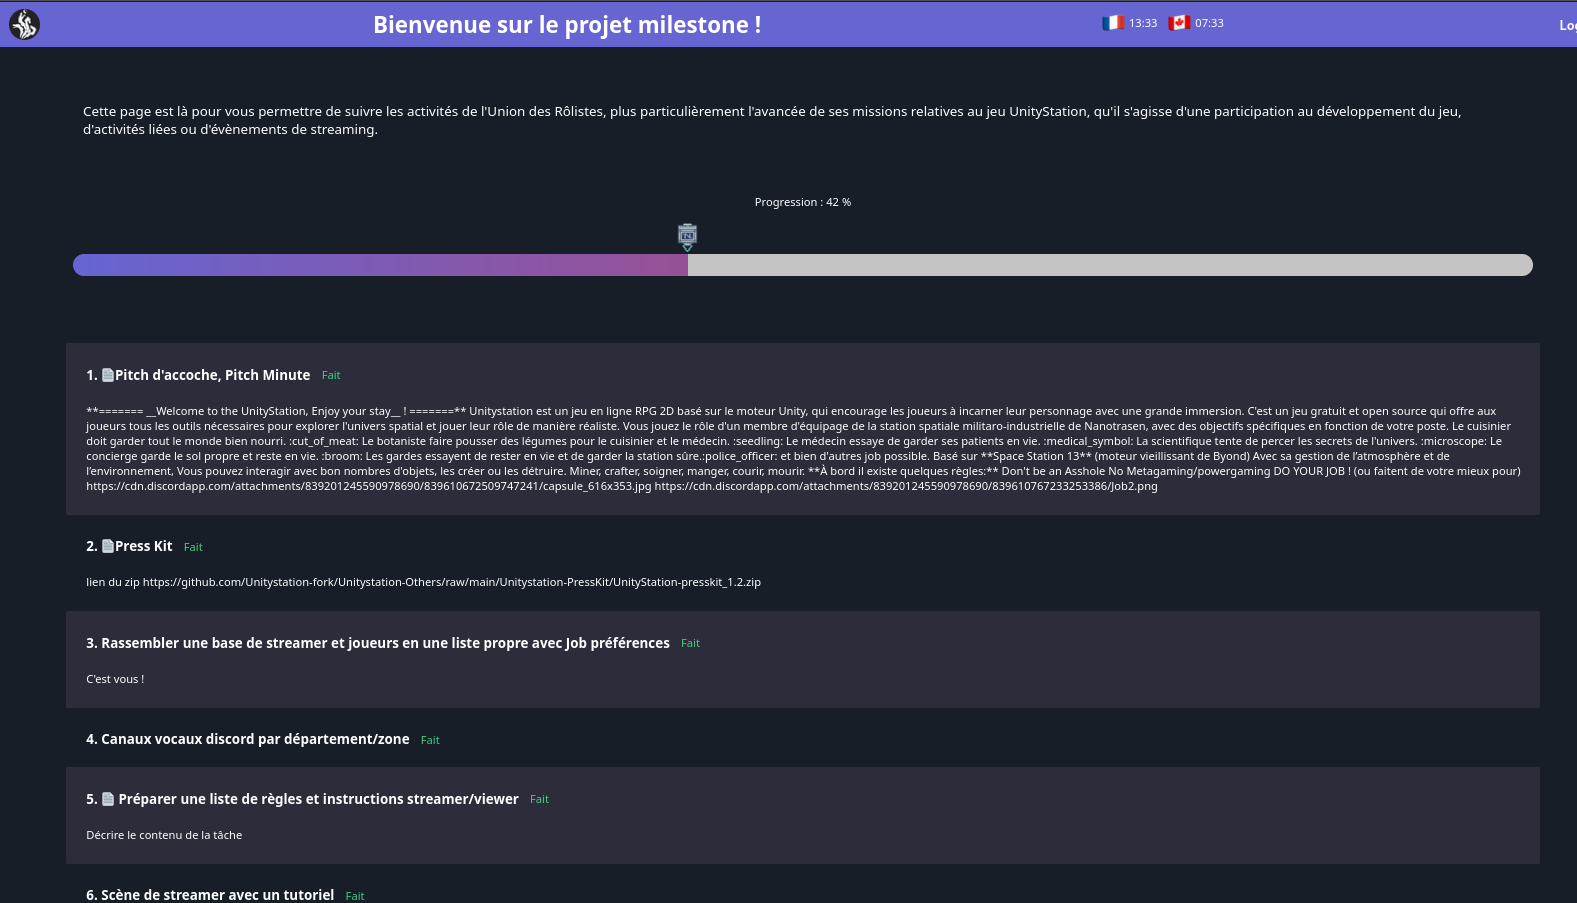 Bienvenue sur le projet milestone !
13:33
07:33
Log
Cette page est là pour vous permettre de suivre les activités de l'Union des Rôlistes, plus particulièrement l'avancée de ses missions relatives au jeu UnityStation, qu'il s'agisse d'une participation au développement du jeu,
d'activités liées ou d'évènements de streaming.
Progression : 42 %
1. 📄Pitch d'accoche, Pitch Minute Fait
**======= __Welcome to the UnityStation, Enjoy your stay__ ! =======** Unitystation est un jeu en ligne RPG 2D basé sur le moteur Unity, qui encourage les joueurs à incarner leur personnage avec une grande immersion. C'est un jeu gratuit et open source qui offre aux
joueurs tous les outils nécessaires pour explorer l'univers spatial et jouer leur rôle de manière réaliste. Vous jouez le rôle d'un membre d'équipage de la station spatiale militaro-industrielle de Nanotrasen, avec des objectifs spécifiques en fonction de votre poste. Le cuisinier
doit garder tout le monde bien nourri. :cut_of_meat: Le botaniste faire pousser des légumes pour le cuisinier et le médecin. :seedling: Le médecin essaye de garder ses patients en vie. :medical_symbol: La scientifique tente de percer les secrets de l'univers. :microscope: Le
concierge garde le sol propre et reste en vie. :broom: Les gardes essayent de rester en vie et de garder la station sûre.:police_officer: et bien d'autres job possible. Basé sur **Space Station 13** (moteur vieillissant de Byond) Avec sa gestion de l'atmosphère et de
l'environnement, Vous pouvez interagir avec bon nombres d'objets, les créer ou les détruire. Miner, crafter, soigner, manger, courir, mourir. **À bord il existe quelques règles:** Don't be an Asshole No Metagaming/powergaming DO YOUR JOB ! (ou faitent de votre mieux pour)
https://cdn.discordapp.com/attachments/839201245590978690/839610672509747241/capsule_616x353.jpg https://cdn.discordapp.com/attachments/839201245590978690/839610767233253386/Job2.png
2. 📄Press Kit Fait
lien du zip https://github.com/Unitystation-fork/Unitystation-Others/raw/main/Unitystation-PressKit/UnityStation-presskit_1.2.zip
3. Rassembler une base de streamer et joueurs en une liste propre avec Job préférences Fait
C'est vous !
4. Canaux vocaux discord par département/zone Fait
5. 📄 Préparer une liste de règles et instructions streamer/viewer Fait
Décrire le contenu de la tâche
6. Scène de streamer avec un tutoriel Fait